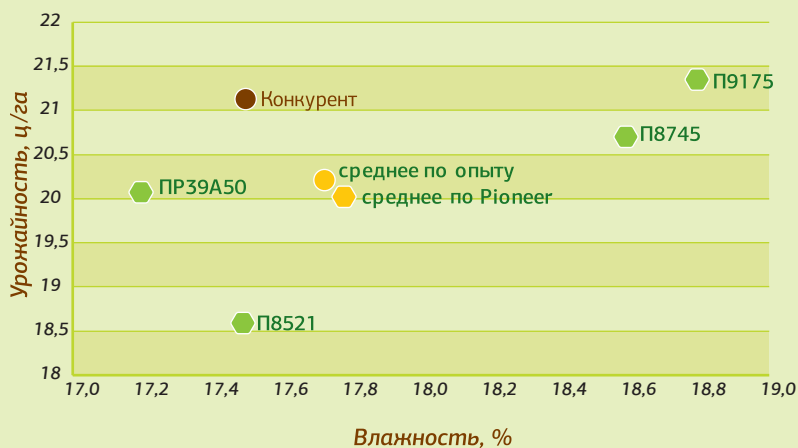 Урожайность, ц/га
22
21,5
21
20,5
20
19,5
19
18,5
18
П9175
Конкурент
П8745
среднее по опыту
ПР39А50
среднее по Pioneer
П8521
17,0 17,2 17,4 17,6 17,8 18,0 18,2 18,4 18,6 18,8 19,0
Влажность, %